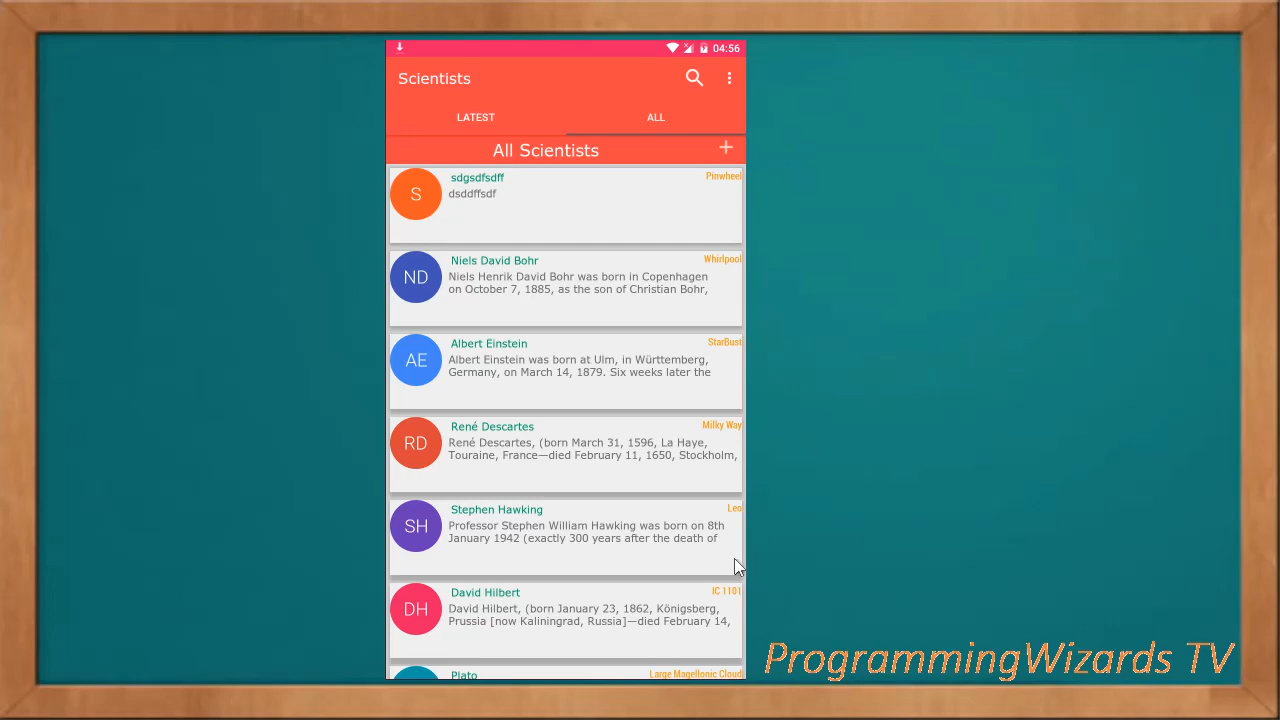 04:56
Scientists
LATEST
ALL
All Scientists
+
S
sdgsdfsdff
Pinwheel
dsddffsdf
ND
Niels David Bohr
Whirlpool
Niels Henrik David Bohr was born in Copenhagen
on October 7, 1885, as the son of Christian Bohr,
AE
Albert Einstein
StarBust
Albert Einstein was born at Ulm, in Württemberg,
Germany, on March 14, 1879. Six weeks later the
RD
René Descartes
Milky Way
René Descartes, (born March 31, 1596, La Haye,
Touraine, France—died February 11, 1650, Stockholm,
SH
Stephen Hawking
Leo
Professor Stephen William Hawking was born on 8th
January 1942 (exactly 300 years after the death of
DH
David Hilbert
IC 1101
David Hilbert, (born January 23, 1862, Königsberg,
Prussia [now Kaliningrad, Russia]—died February 14,
Plato
Large Magellonic Cloud
ProgrammingWizards TV